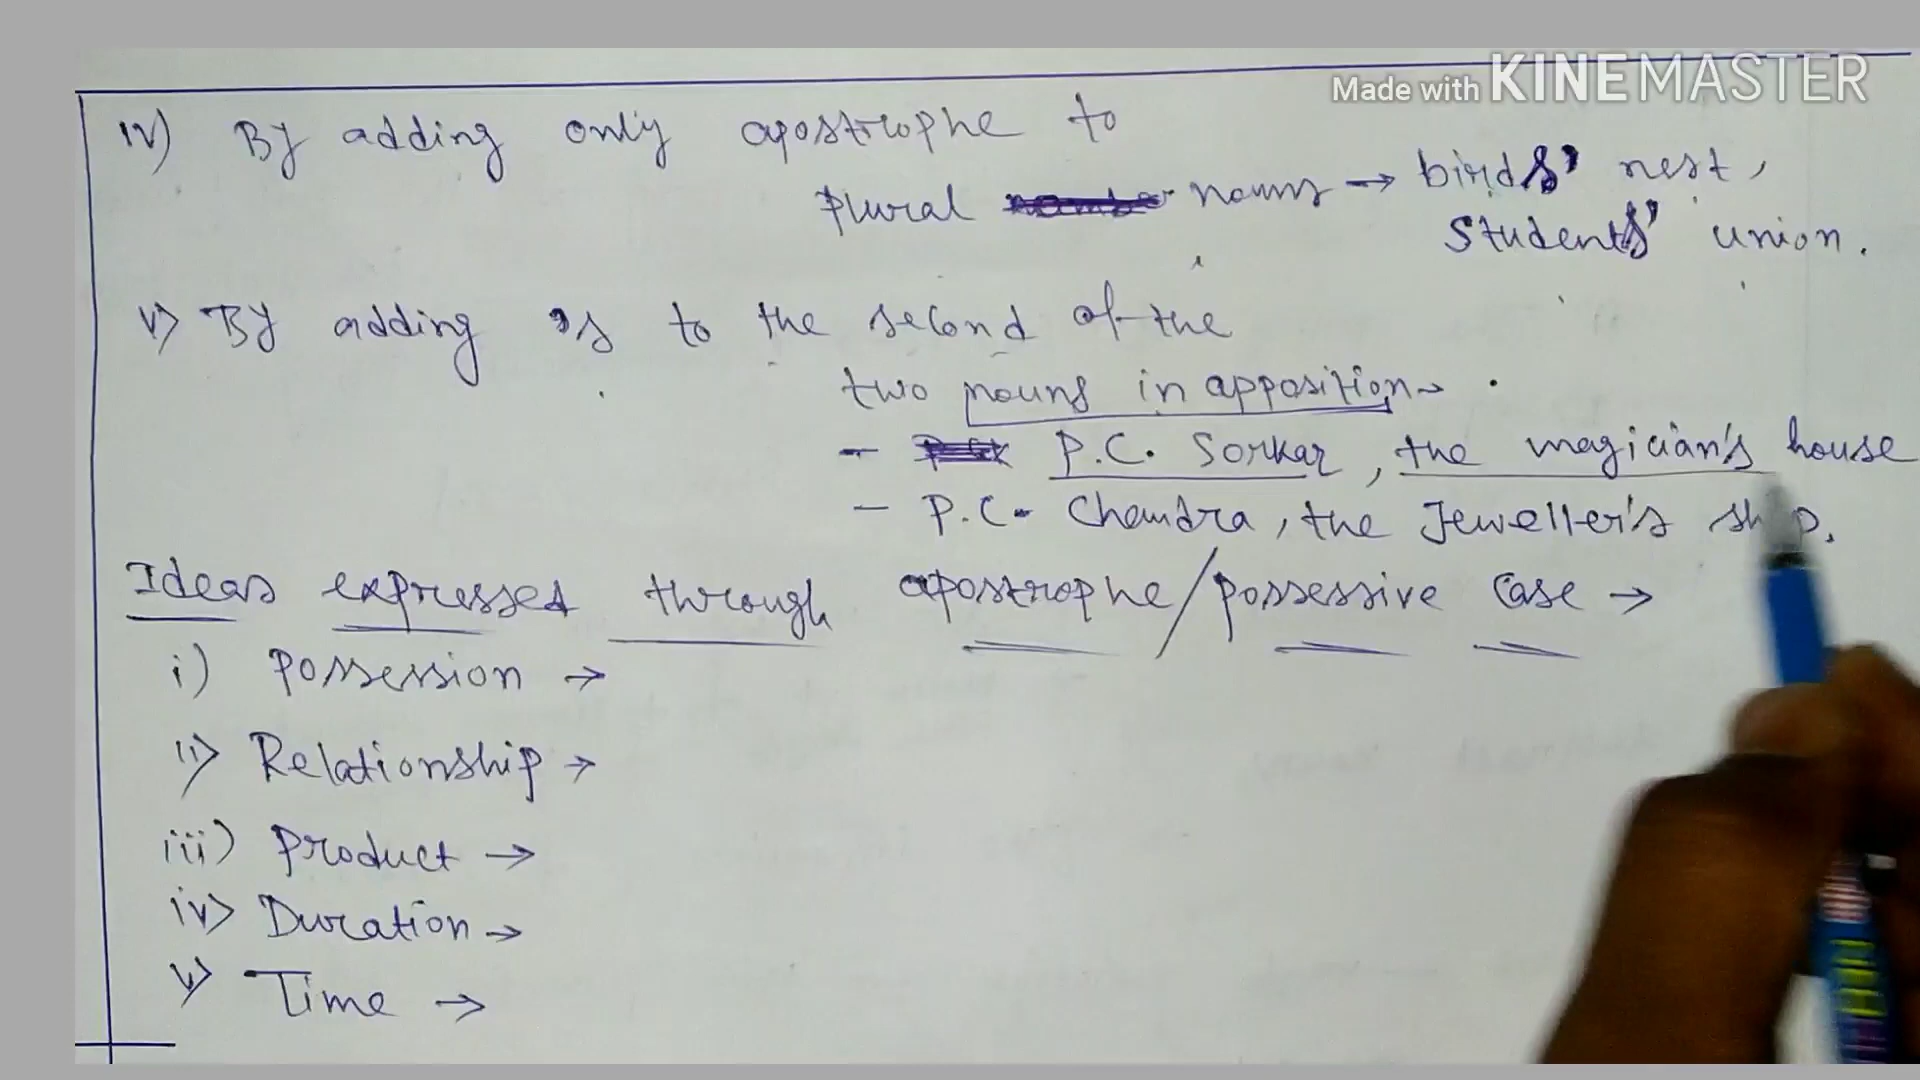 Made with KINEMASTER
iv) By adding only apostrophe to
plural nouns → birds' nest,
students' union.
v) By adding 's to the second of the
two nouns in apposition→
- P.C. Sorkar, the magician's house
- P.C. Chandra, the Jeweller's shop.
Ideas expressed through apostrophe/possessive case →
i) Possession →
ii) Relationship →
iii) Product →
iv) Duration →
v) Time →